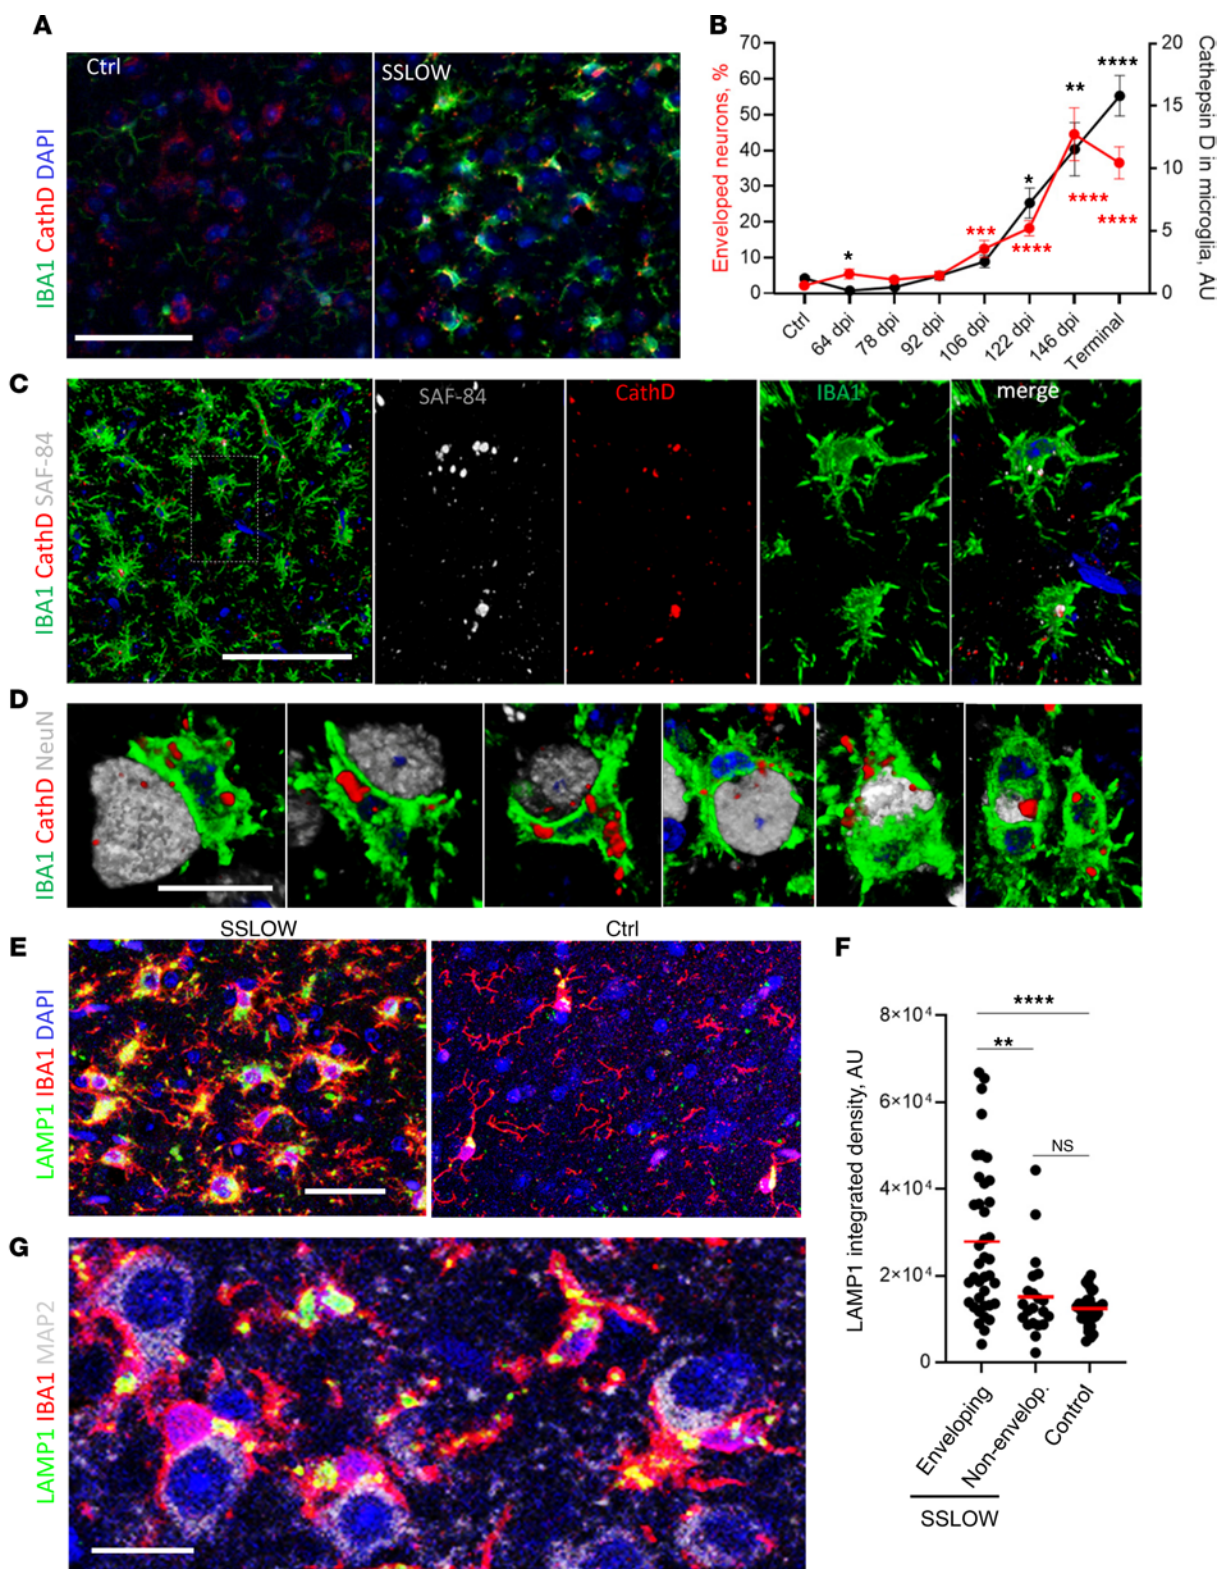 A
Ctrl
SSLOW
IBA1 CathD DAPI
B
Enveloped neurons, %
70
60
50
40
30
20
10
0
20
15
10
5
0
Cathepsin D in microglia, AU
*
***
*
****
**
****
****
****
Ctrl
64 dpi
78 dpi
92 dpi
106 dpi
122 dpi
146 dpi
Terminal
C
IBA1 CathD SAF-84
SAF-84
CathD
IBA1
merge
D
IBA1 CathD NeuN
E
SSLOW
Ctrl
LAMP1 IBA1 DAPI
F
LAMP1 integrated density, AU
8×10⁴
6×10⁴
4×10⁴
2×10⁴
0
****
**
NS
Enveloping
Non-envelop.
Control
SSLOW
G
LAMP1 IBA1 MAP2